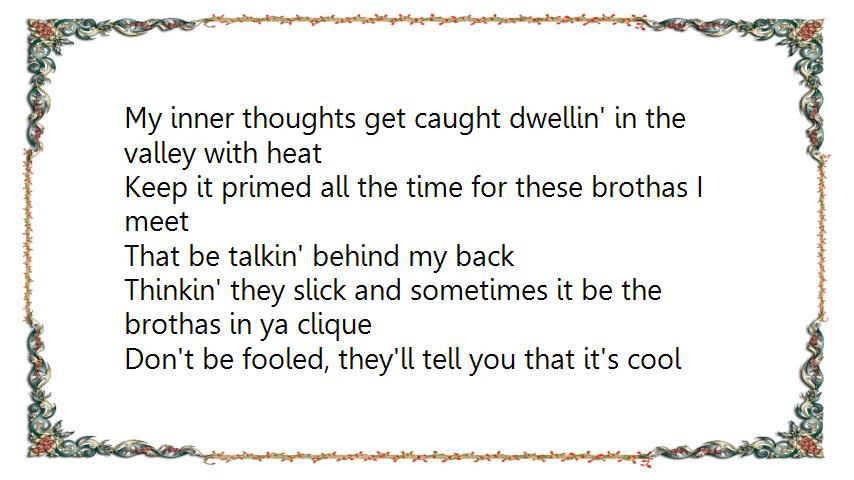 My inner thoughts get caught dwellin' in the
valley with heat
Keep it primed all the time for these brothas I
meet
That be talkin' behind my back
Thinkin' they slick and sometimes it be the
brothas in ya clique
Don't be fooled, they'll tell you that it's cool